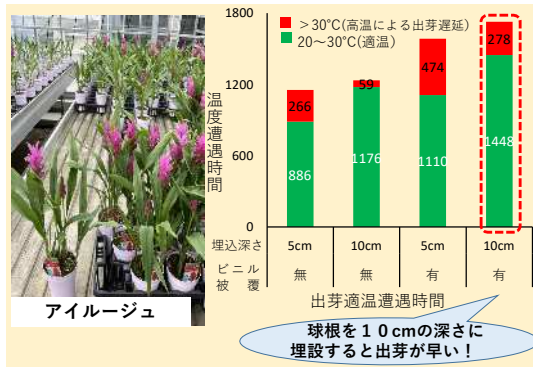 1800
1200
600
0
温度遭遇時間
>30℃(高温による出芽遅延)
20~30℃(適温)
266
886
59
1176
474
1110
278
1448
埋込深さ 5cm 10cm 5cm 10cm
ビニル被覆 無 無 有 有
出芽適温遭遇時間
アイルージュ
球根を10cmの深さに
埋設すると出芽が早い!